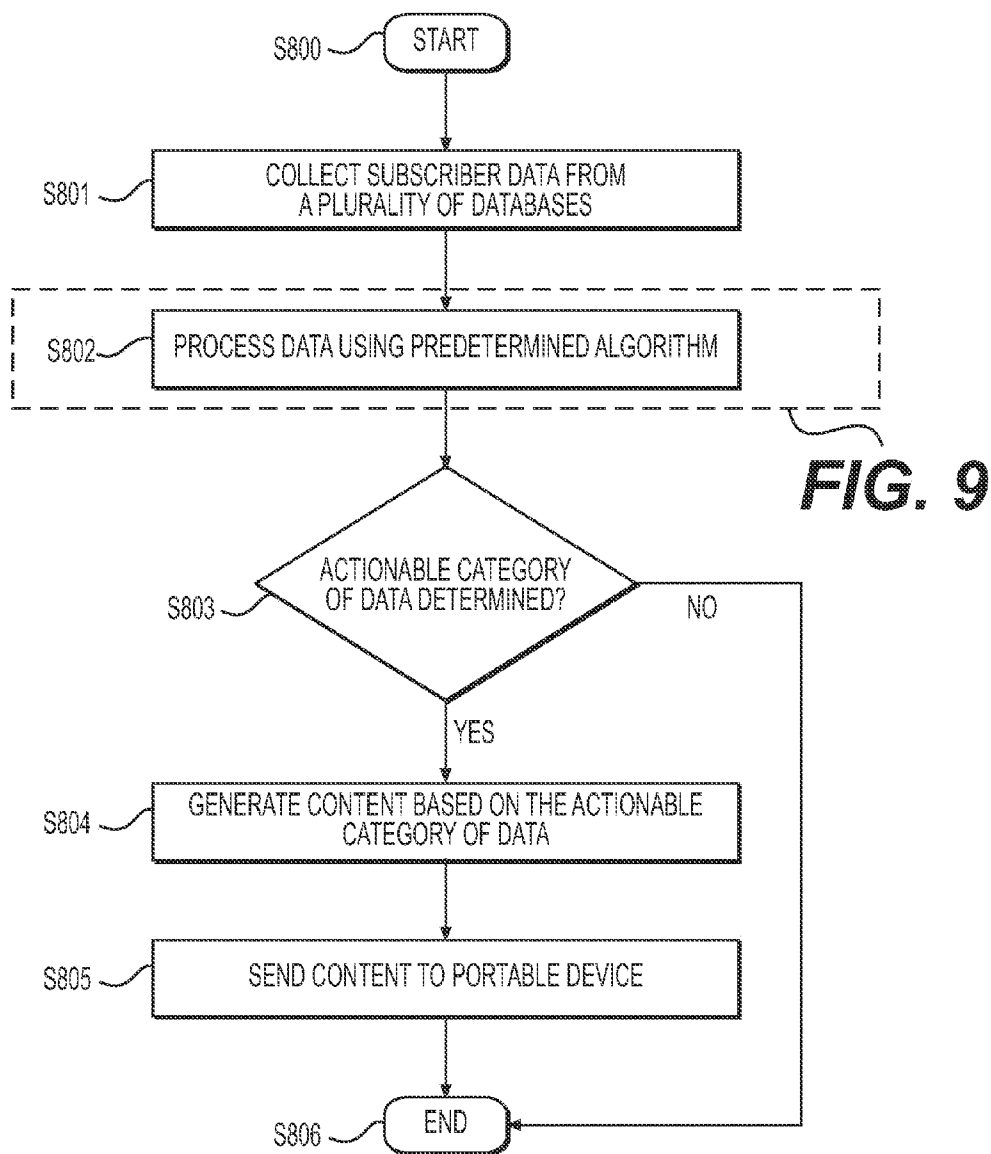 S800
START
S801
COLLECT SUBSCRIBER DATA FROM
A PLURALITY OF DATABASES
S802
PROCESS DATA USING PREDETERMINED ALGORITHM
FIG. 9
S803
ACTIONABLE CATEGORY
OF DATA DETERMINED?
NO
YES
S804
GENERATE CONTENT BASED ON THE ACTIONABLE
CATEGORY OF DATA
S805
SEND CONTENT TO PORTABLE DEVICE
S806
END